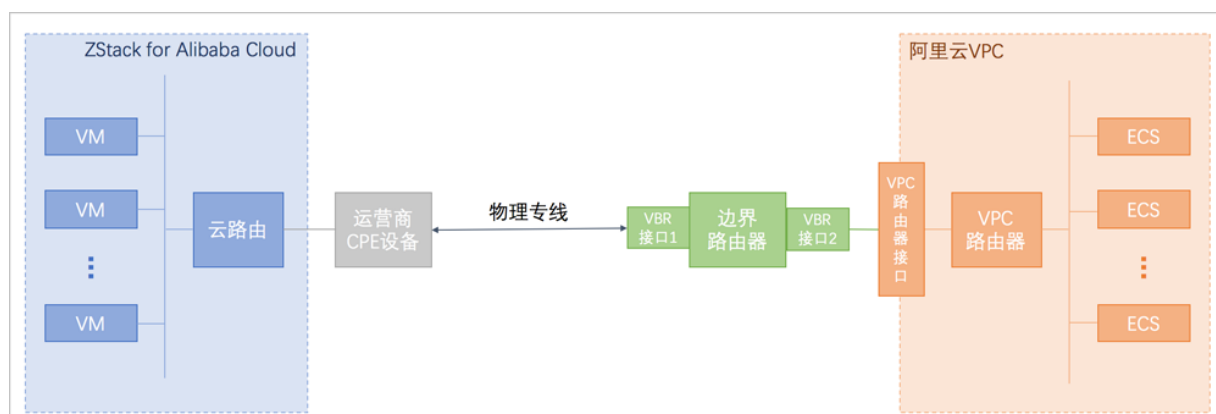 ZStack for Alibaba Cloud
VM
VM
VM
云路由
运营商
CPE设备
物理专线
VBR
接口1
边界
路由器
VBR
接口2
阿里云VPC
VPC
路
由
器
接
口
VPC
路由器
ECS
ECS
ECS